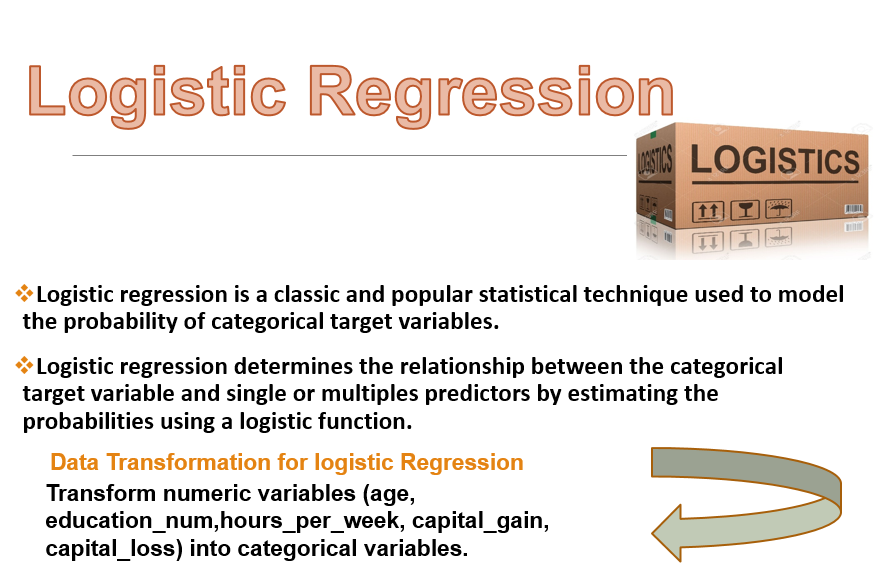 Logistic Regression
LOGISTICS
LOGISTICS
Logistic regression is a classic and popular statistical technique used to model
the probability of categorical target variables.
Logistic regression determines the relationship between the categorical
target variable and single or multiples predictors by estimating the
probabilities using a logistic function.
Data Transformation for logistic Regression
Transform numeric variables (age,
education_num,hours_per_week, capital_gain,
capital_loss) into categorical variables.